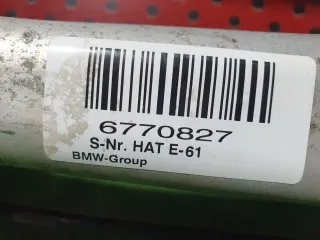 6770827
S-Nr. HAT E-61
BMW-Group